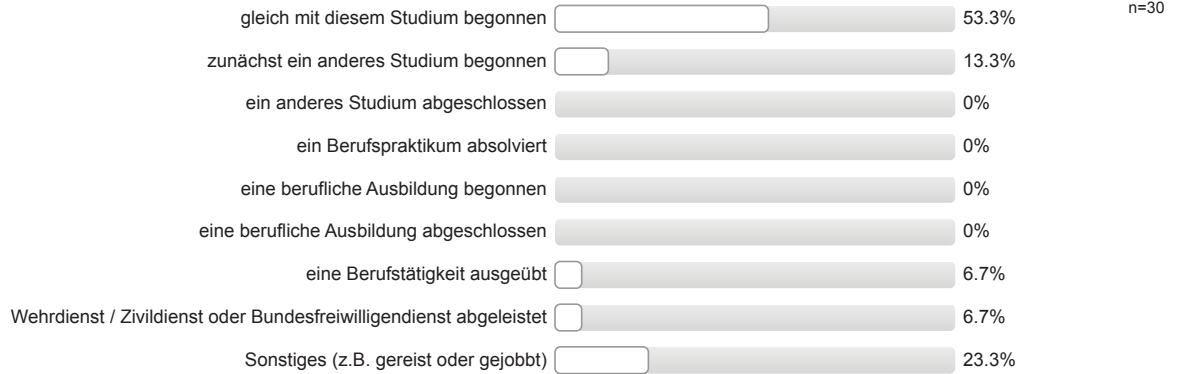 gleich mit diesem Studium begonnen 53.3% n=30
zunächst ein anderes Studium begonnen 13.3%
ein anderes Studium abgeschlossen 0%
ein Berufspraktikum absolviert 0%
eine berufliche Ausbildung begonnen 0%
eine berufliche Ausbildung abgeschlossen 0%
eine Berufstätigkeit ausgeübt 6.7%
Wehrdienst / Zivildienst oder Bundesfreiwilligendienst abgeleistet 6.7%
Sonstiges (z.B. gereist oder gejobbt) 23.3%